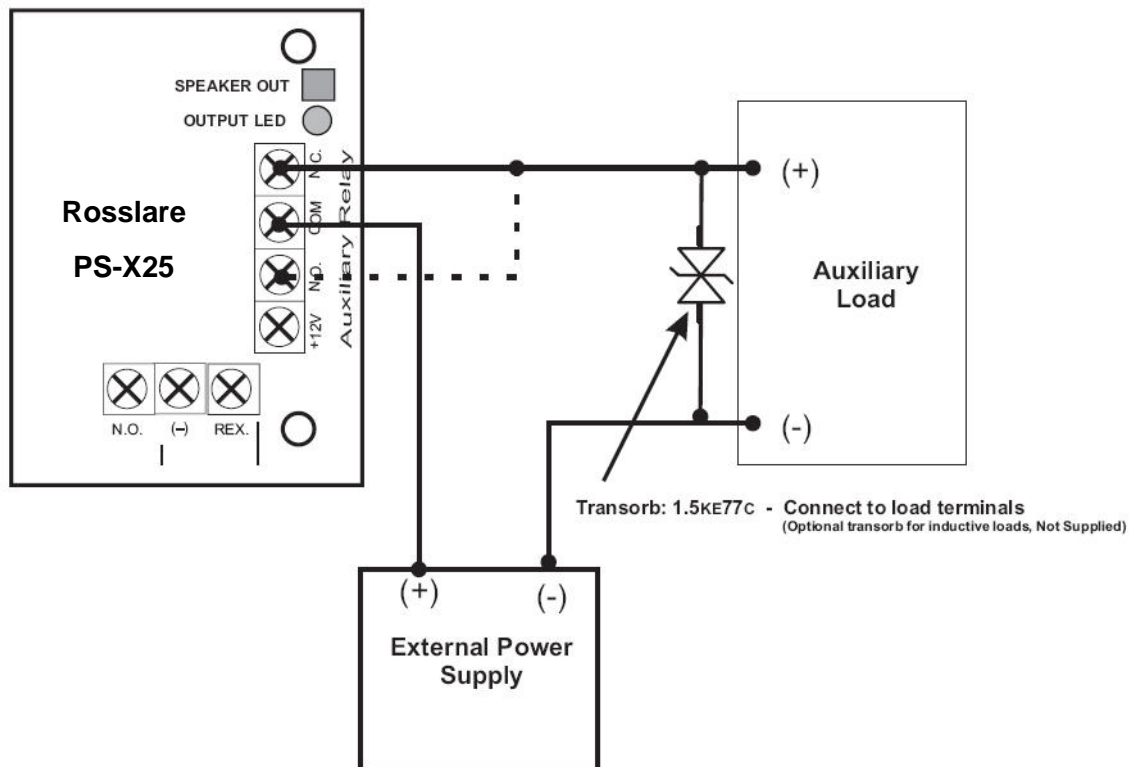 SPEAKER OUT
OUTPUT LED
Rosslare
PS-X25
N.C.
COM
N.O.
+12V
Auxiliary Relay
N.O.
(-)
REX.
(+)
(-)
Auxiliary
Load
Transorb: 1.5KE77C - Connect to load terminals
(Optional transorb for inductive loads, Not Supplied)
(+)
(-)
External Power
Supply